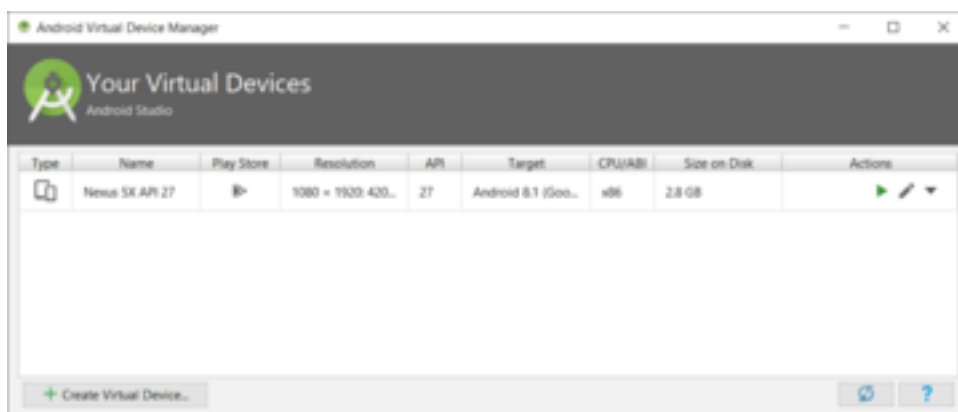 Android Virtual Device Manager
Your Virtual Devices
Android Studio
Type Name Play Store Resolution API Target CPU/ABI Size on Disk Actions
Nexus 5X API 27 1080 × 1920: 420... 27 Android 8.1 (Goo... x86 2.8 GB
+ Create Virtual Device...
?